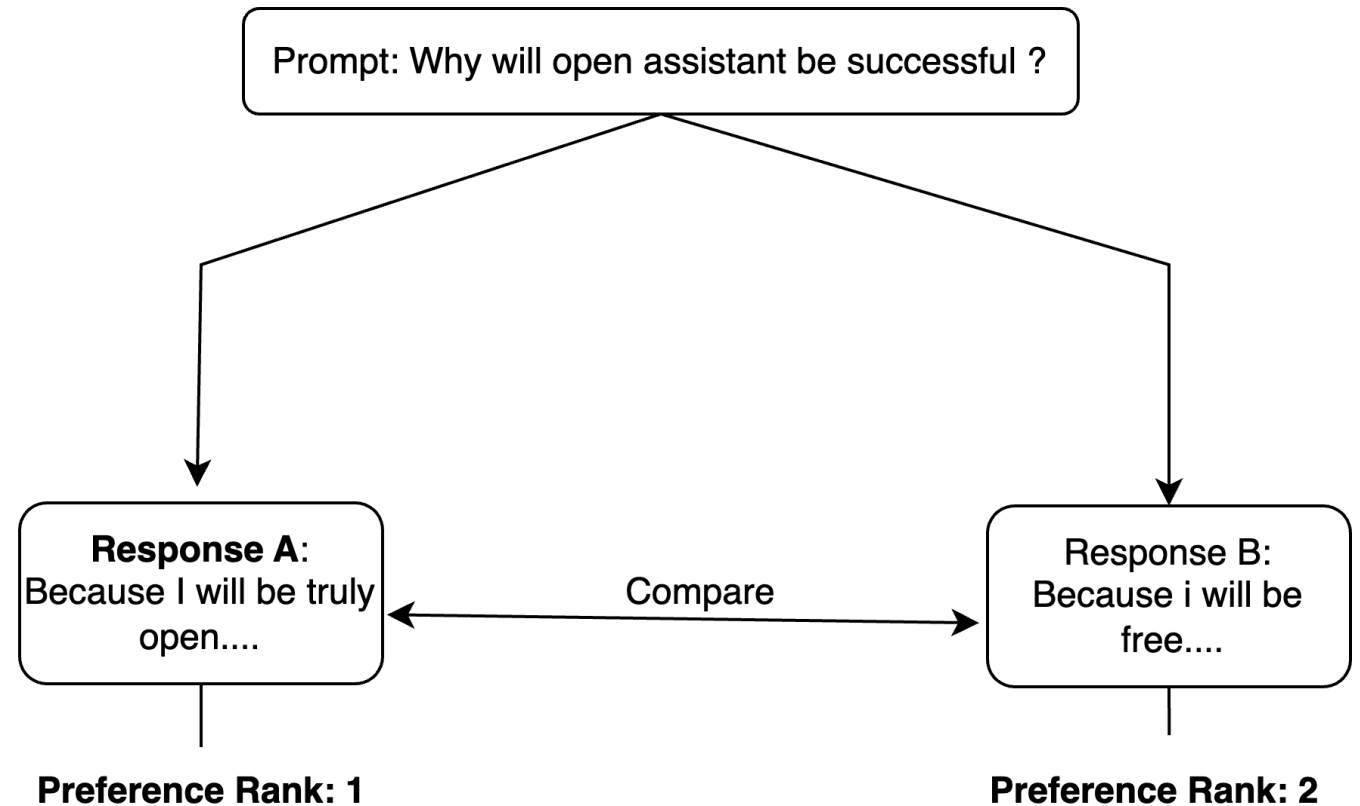 Prompt: Why will open assistant be successful ?
Response A:
Because I will be truly
open....
Compare
Response B:
Because i will be
free....
Preference Rank: 1
Preference Rank: 2